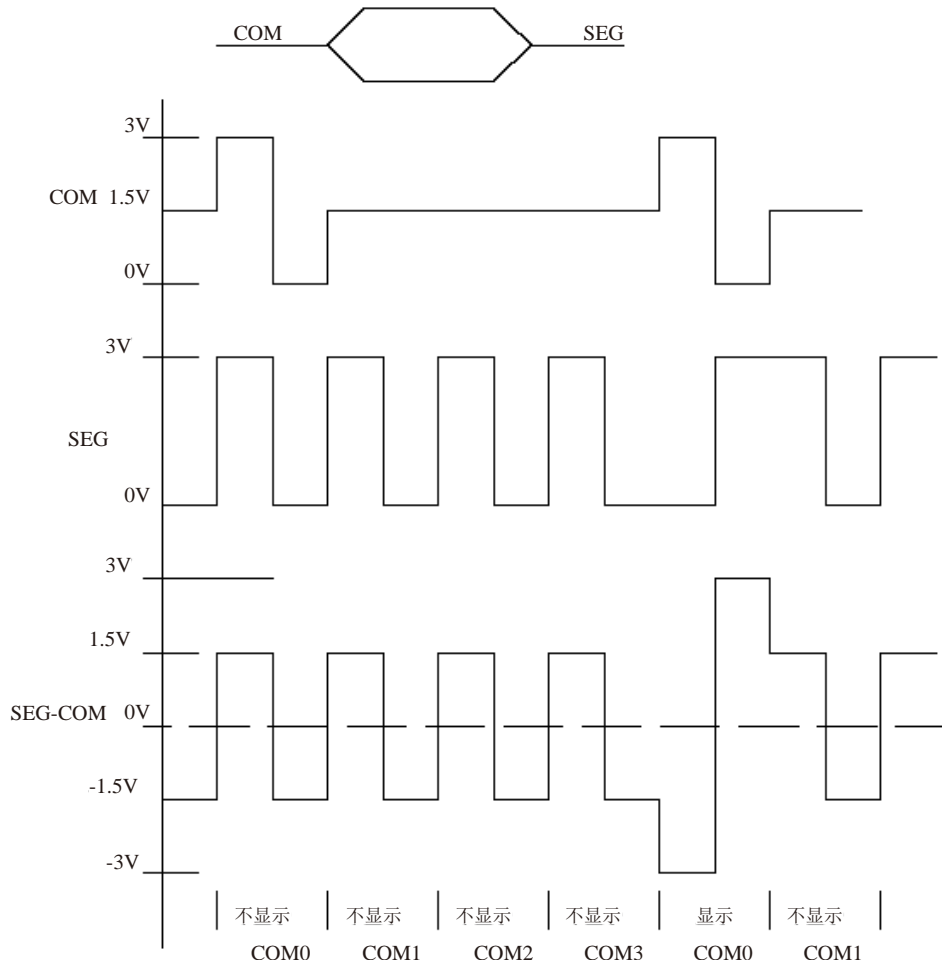 COM SEG
3V
COM 1.5V
0V
3V
SEG
0V
3V
1.5V
SEG-COM 0V
-1.5V
-3V
不显示 不显示 不显示 不显示 显示 不显示
COM0 COM1 COM2 COM3 COM0 COM1